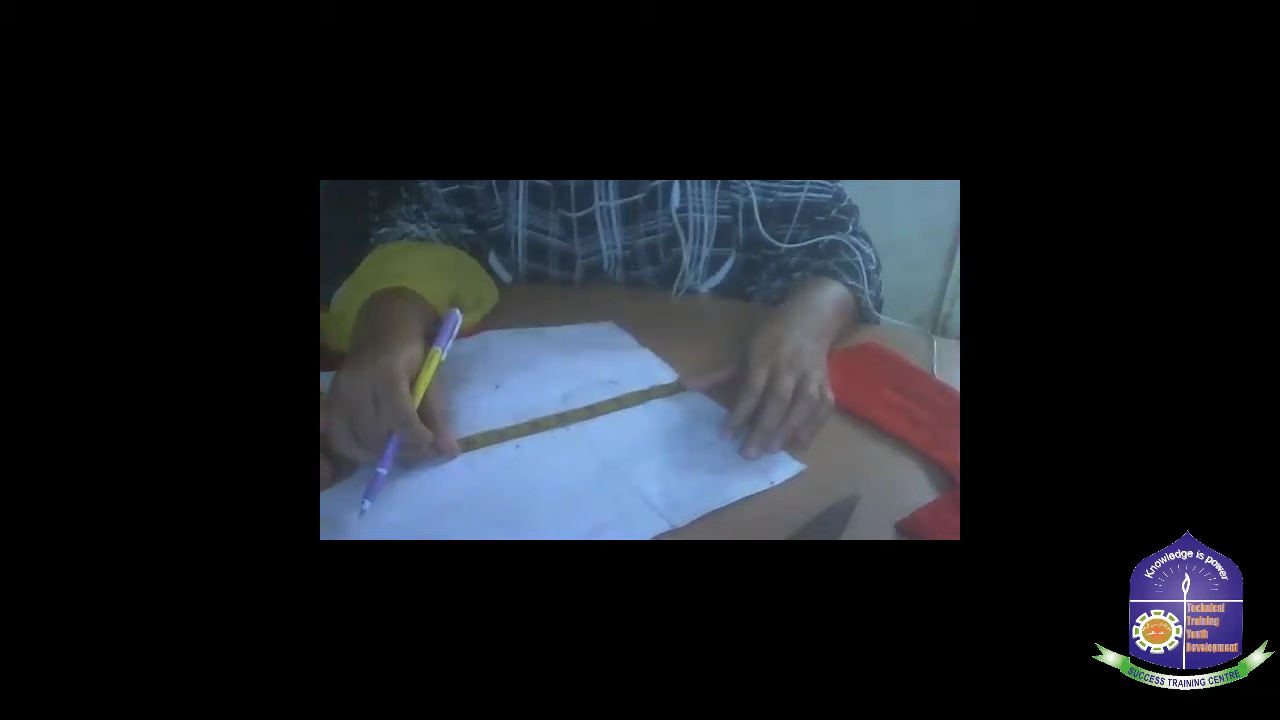 Knowledge is power
Technical
Training
Youth
Development
SUCCESS TRAINING CENTRE